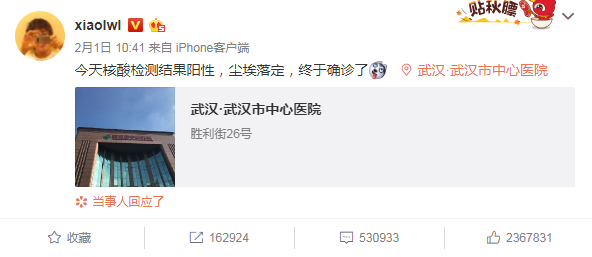 贴秋膘
xiaolwl
2月1日 10:41 来自 iPhone客户端
今天核酸检测结果阳性，尘埃落定，终于确诊了 武汉·武汉市中心医院
武汉·武汉市中心医院
胜利街26号
当事人回应了
收藏 162924 530933 2367831